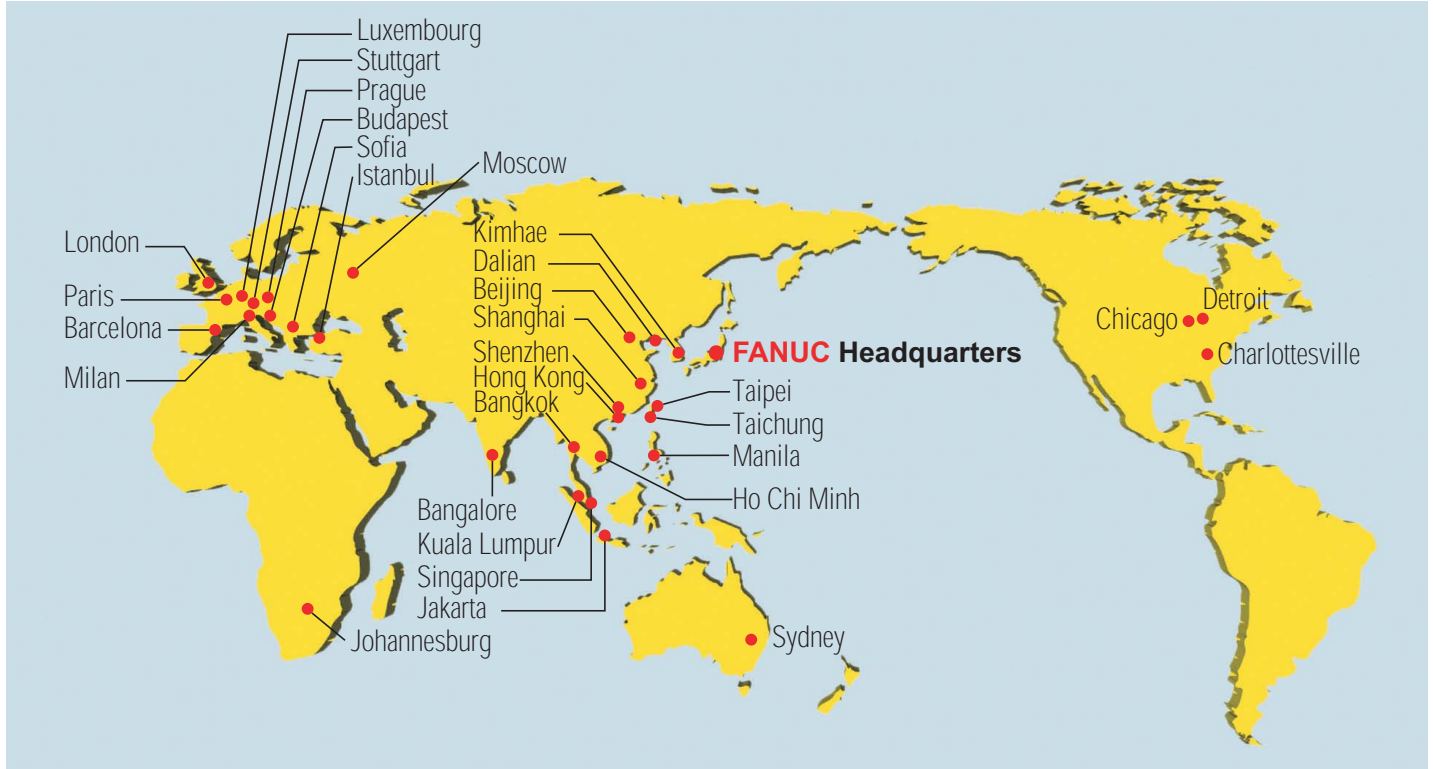 Luxembourg
Stuttgart
Prague
Budapest
Sofia
Istanbul
Moscow
London
Paris
Barcelona
Milan
Kimhae
Dalian
Beijing
Shanghai
Shenzhen
Hong Kong
Bangkok
FANUC Headquarters
Taipei
Taichung
Manila
Ho Chi Minh
Bangalore
Kuala Lumpur
Singapore
Jakarta
Johannesburg
Sydney
Chicago
Detroit
Charlottesville